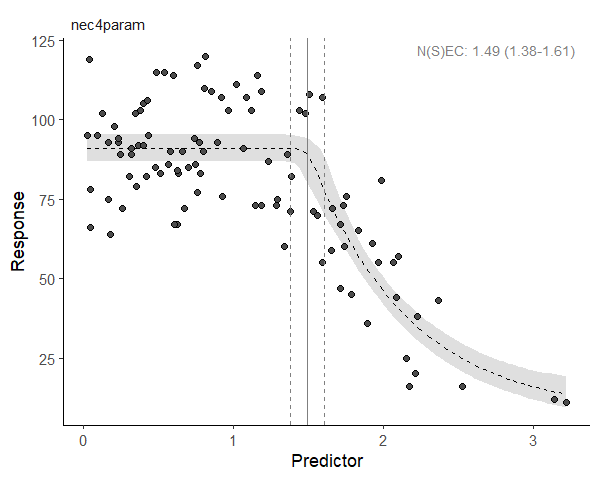 nec4param
N(S)EC: 1.49 (1.38-1.61)
125
100
75
50
25
Response
0 1 2 3
Predictor